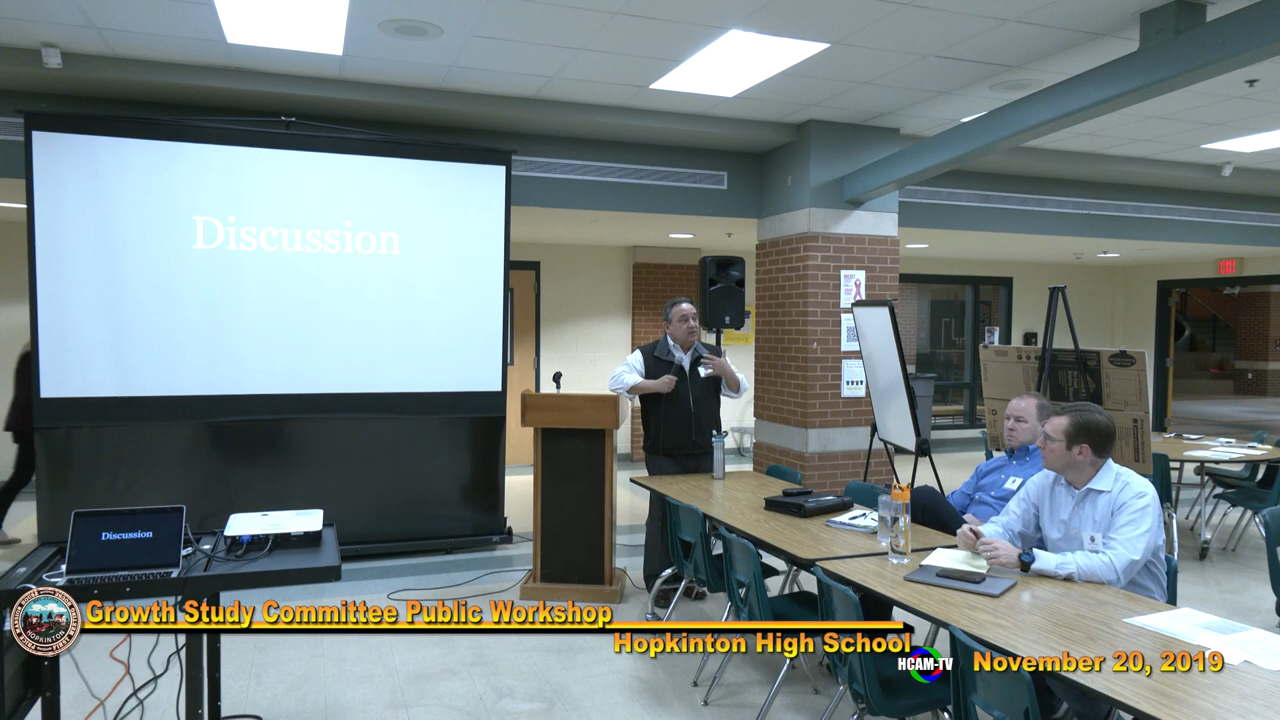 Discussion
EXIT
Discussion
HOPKINTON
Growth Study Committee Public Workshop
Hopkinton High School
HCAM-TV
November 20, 2019